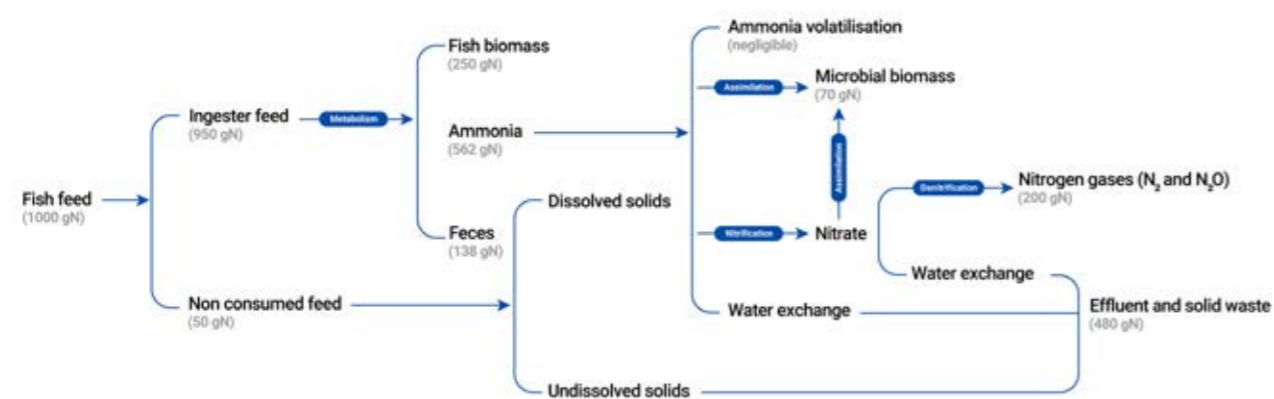 Fish feed
(1000 gN)
Ingester feed
(950 gN)
Metabolism
Non consumed feed
(50 gN)
Fish biomass
(250 gN)
Ammonia
(562 gN)
Feces
(138 gN)
Dissolved solids
Undissolved solids
Ammonia volatilisation
(negligible)
Assimilation
Microbial biomass
(70 gN)
Assimilation
Nitrification
Nitrate
Water exchange
Denitrification
Nitrogen gases (N₂ and N₂O)
(200 gN)
Water exchange
Effluent and solid waste
(480 gN)